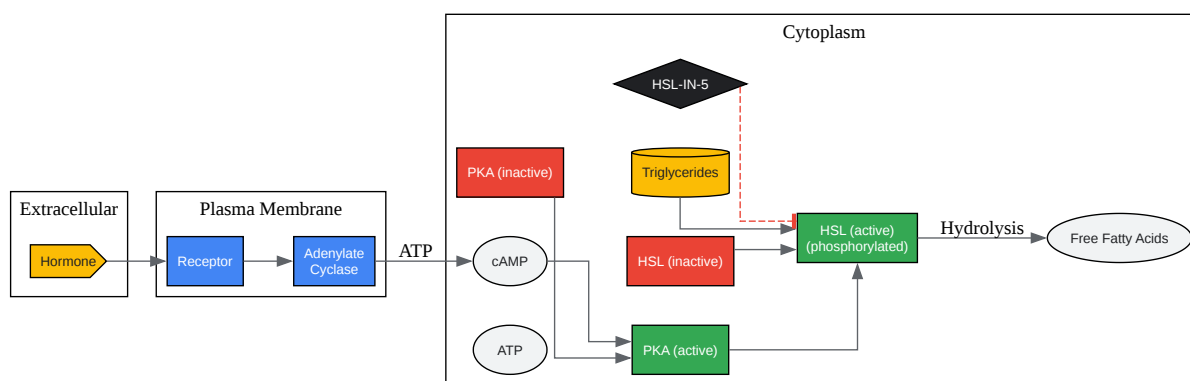 Cytoplasm
HSL-IN-5
PKA (inactive)
Triglycerides
Extracellular
Plasma Membrane
Hormone
Receptor
Adenylate
Cyclase
ATP
cAMP
HSL (inactive)
HSL (active)
(phosphorylated)
Hydrolysis
Free Fatty Acids
ATP
PKA (active)